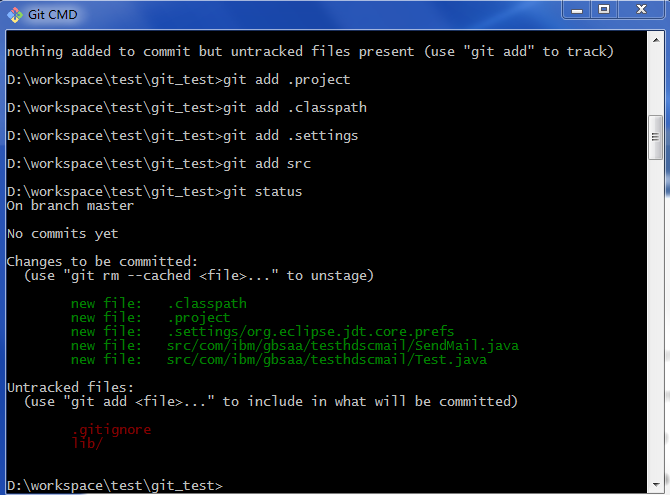 Git CMD
nothing added to commit but untracked files present (use "git add" to track)
D:\workspace\test\git_test>git add .project
D:\workspace\test\git_test>git add .classpath
D:\workspace\test\git_test>git add .settings
D:\workspace\test\git_test>git add src
D:\workspace\test\git_test>git status
On branch master
No commits yet
Changes to be committed:
  (use "git rm --cached <file>..." to unstage)
        new file:   .classpath
        new file:   .project
        new file:   .settings/org.eclipse.jdt.core.prefs
        new file:   src/com/ibm/gbsaa/testhdscmail/SendMail.java
        new file:   src/com/ibm/gbsaa/testhdscmail/Test.java
Untracked files:
  (use "git add <file>..." to include in what will be committed)
        .gitignore
        lib/
D:\workspace\test\git_test>